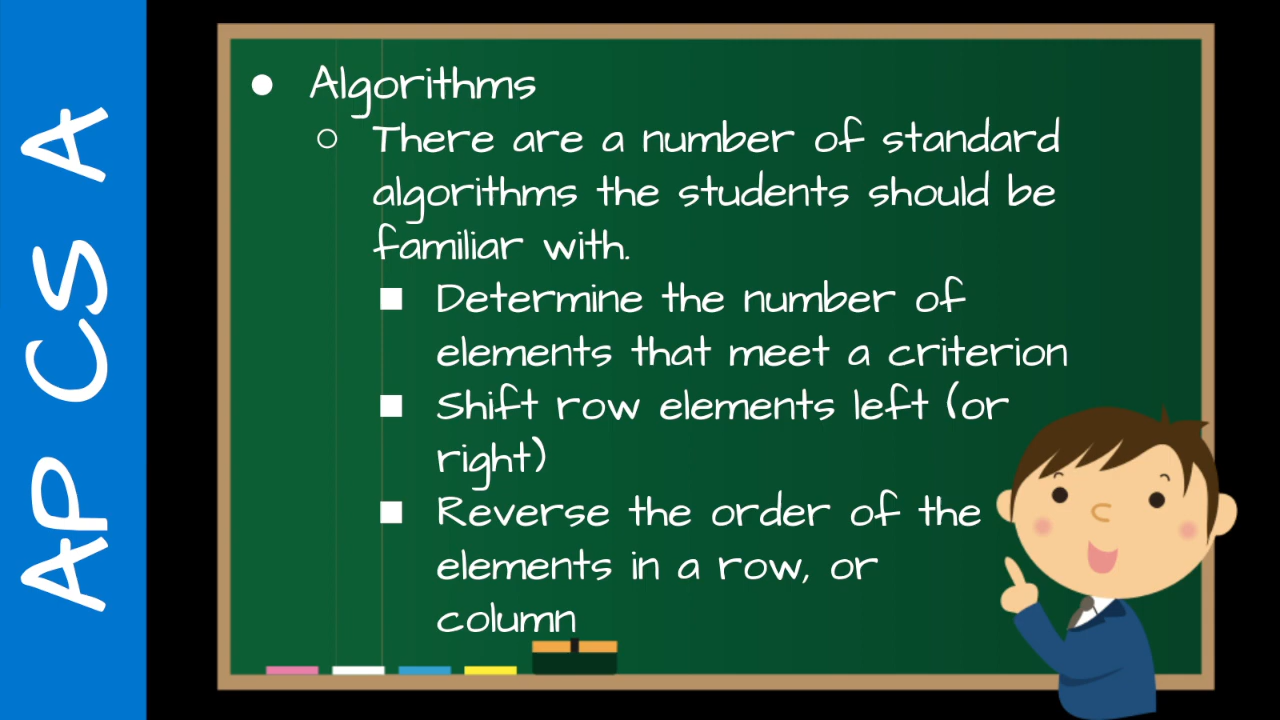 AP CS A
● Algorithms
○ There are a number of standard
algorithms the students should be
familiar with.
■ Determine the number of
elements that meet a criterion
■ Shift row elements left (or
right)
■ Reverse the order of the
elements in a row, or
column